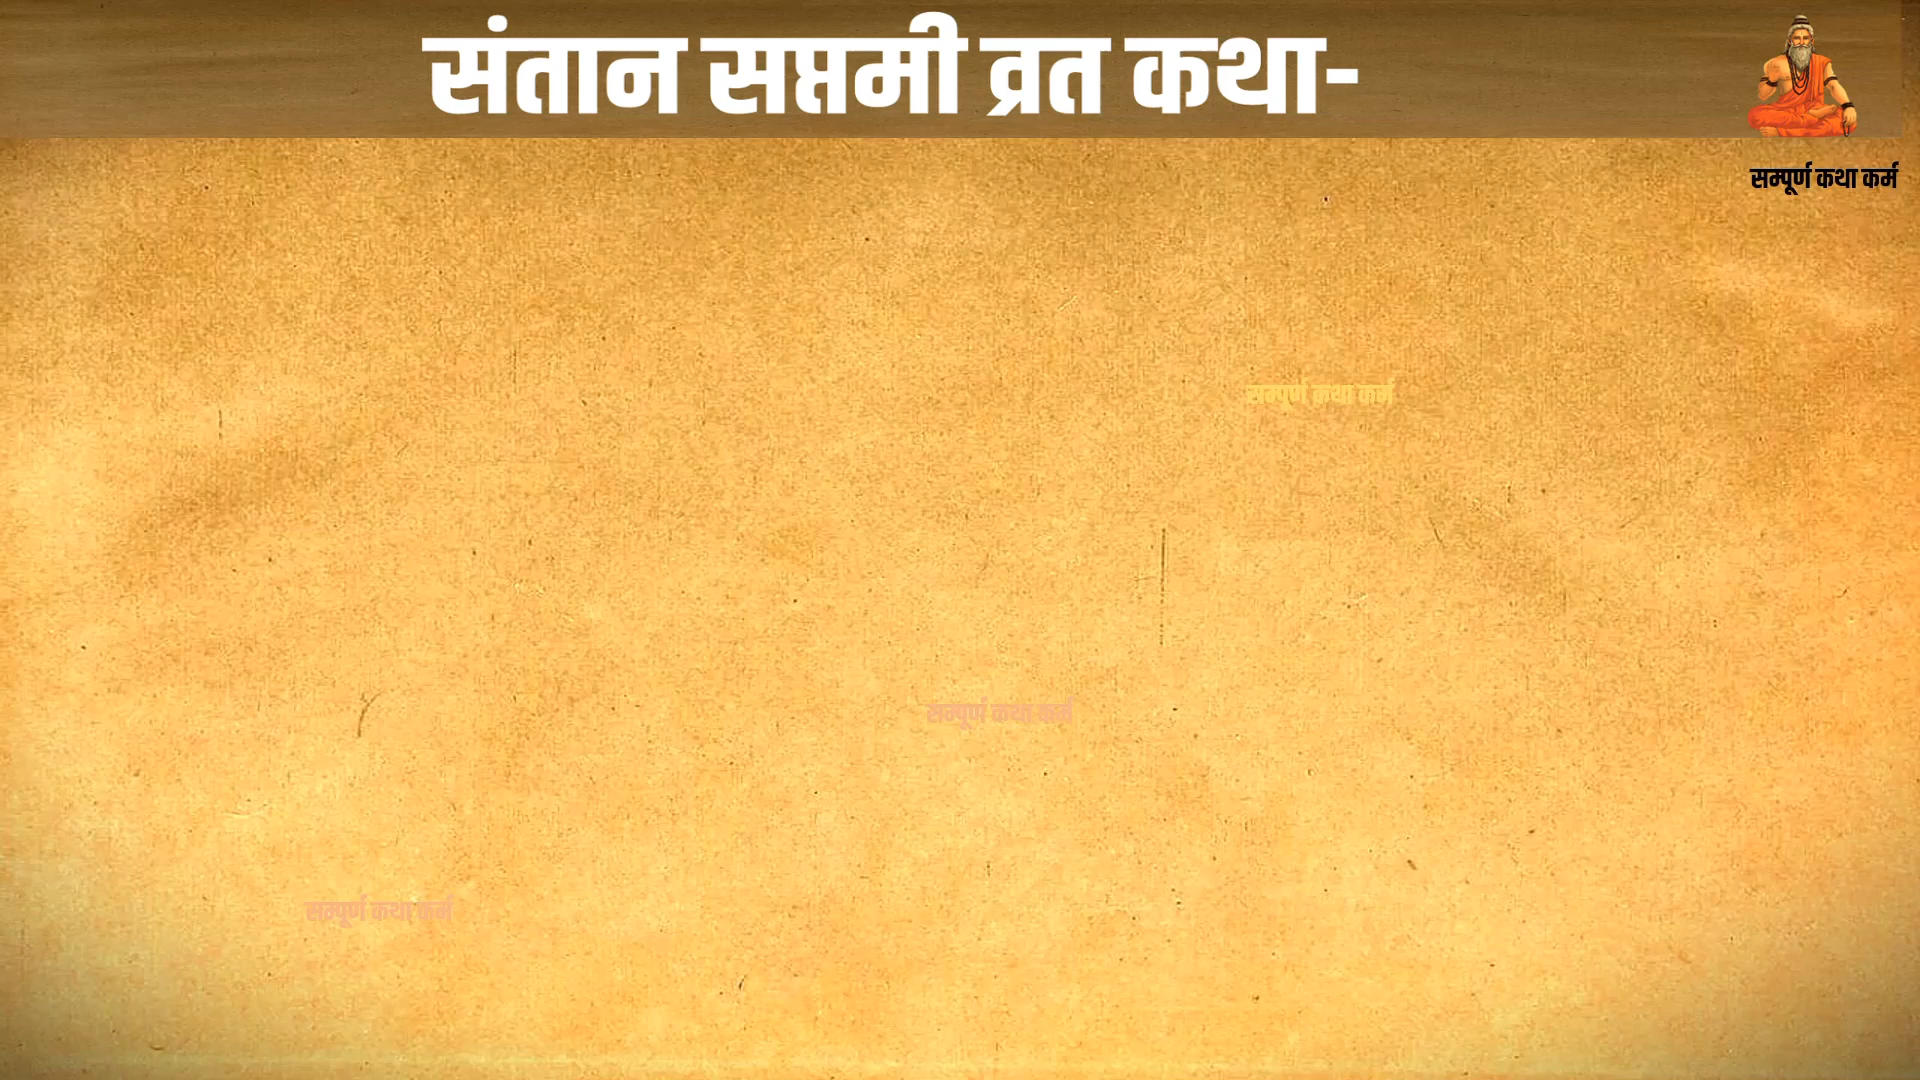 संतान सप्तमी व्रत कथा-
सम्पूर्ण कथा कर्म
सम्पूर्ण कथा कर्म
सम्पूर्ण कथा कर्म
सम्पूर्ण कथा कर्म